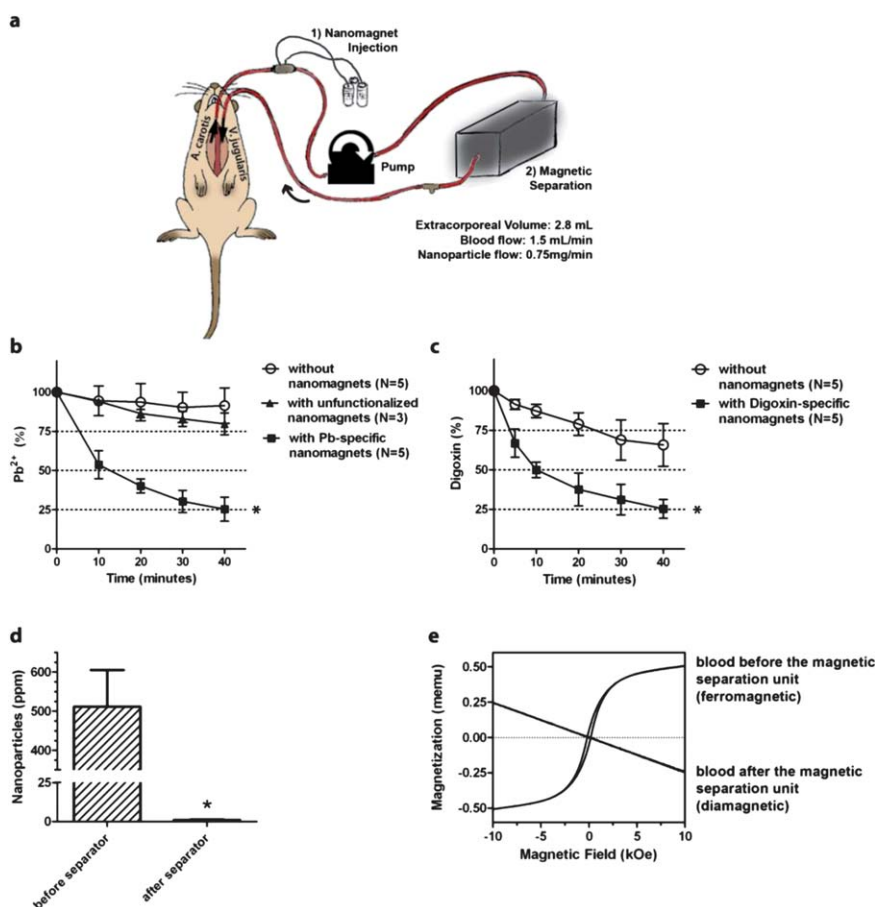 a
1) Nanomagnet
Injection
A. carotis
V. jugularis
Pump
2) Magnetic
Separation
Extracorporeal Volume: 2.8 mL
Blood flow: 1.5 mL/min
Nanoparticle flow: 0.75mg/min
b
Pb2+ (%)
100
75
50
25
0
0 10 20 30 40
Time (minutes)
without
nanomagnets (N=5)
with unfunctionalized
nanomagnets (N=3)
with Pb-specific
nanomagnets (N=5)
*
c
Digoxin (%)
100
75
50
25
0
0 10 20 30 40
Time (minutes)
without
nanomagnets (N=5)
with Digoxin-specific
nanomagnets (N=5)
*
d
Nanoparticles (ppm)
600
500
400
25
0
*
before separator
after separator
e
Magnetization (memu)
0.50
0.25
0.00
-0.25
-0.50
-10 -5 0 5 10
Magnetic Field (kOe)
blood before the magnetic
separation unit
(ferromagnetic)
blood after the magnetic
separation unit
(diamagnetic)